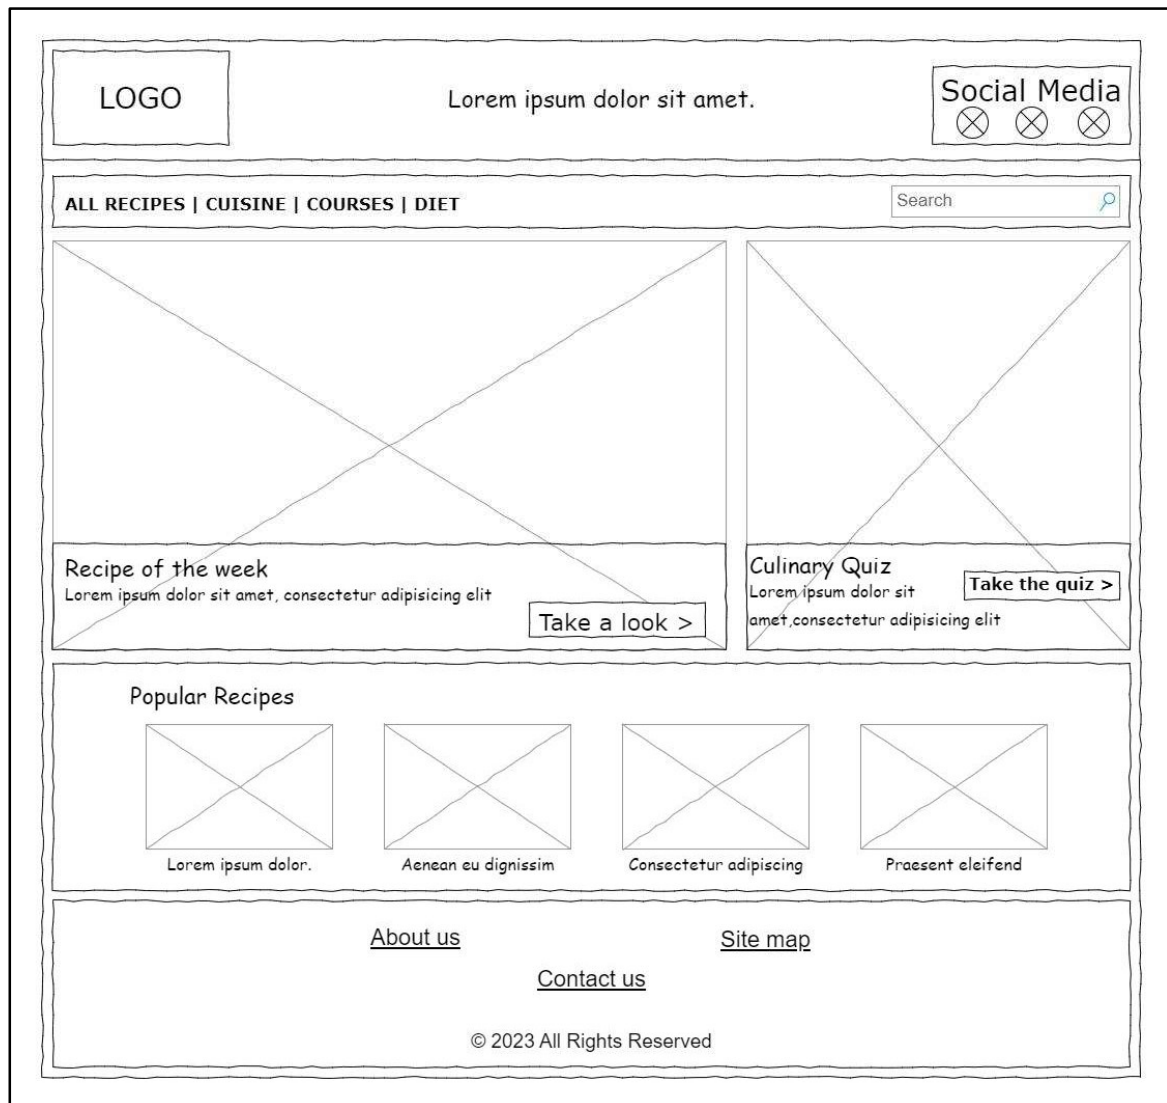 LOGO
Lorem ipsum dolor sit amet.
Social Media
ALL RECIPES | CUISINE | COURSES | DIET
Search
Recipe of the week
Lorem ipsum dolor sit amet, consectetur adipisicing elit
Take a look >
Culinary Quiz
Lorem ipsum dolor sit
amet,consectetur adipisicing elit
Take the quiz >
Popular Recipes
Lorem ipsum dolor.
Aenean eu dignissim
Consectetur adipiscing
Praesent eleifend
About us
Site map
Contact us
© 2023 All Rights Reserved